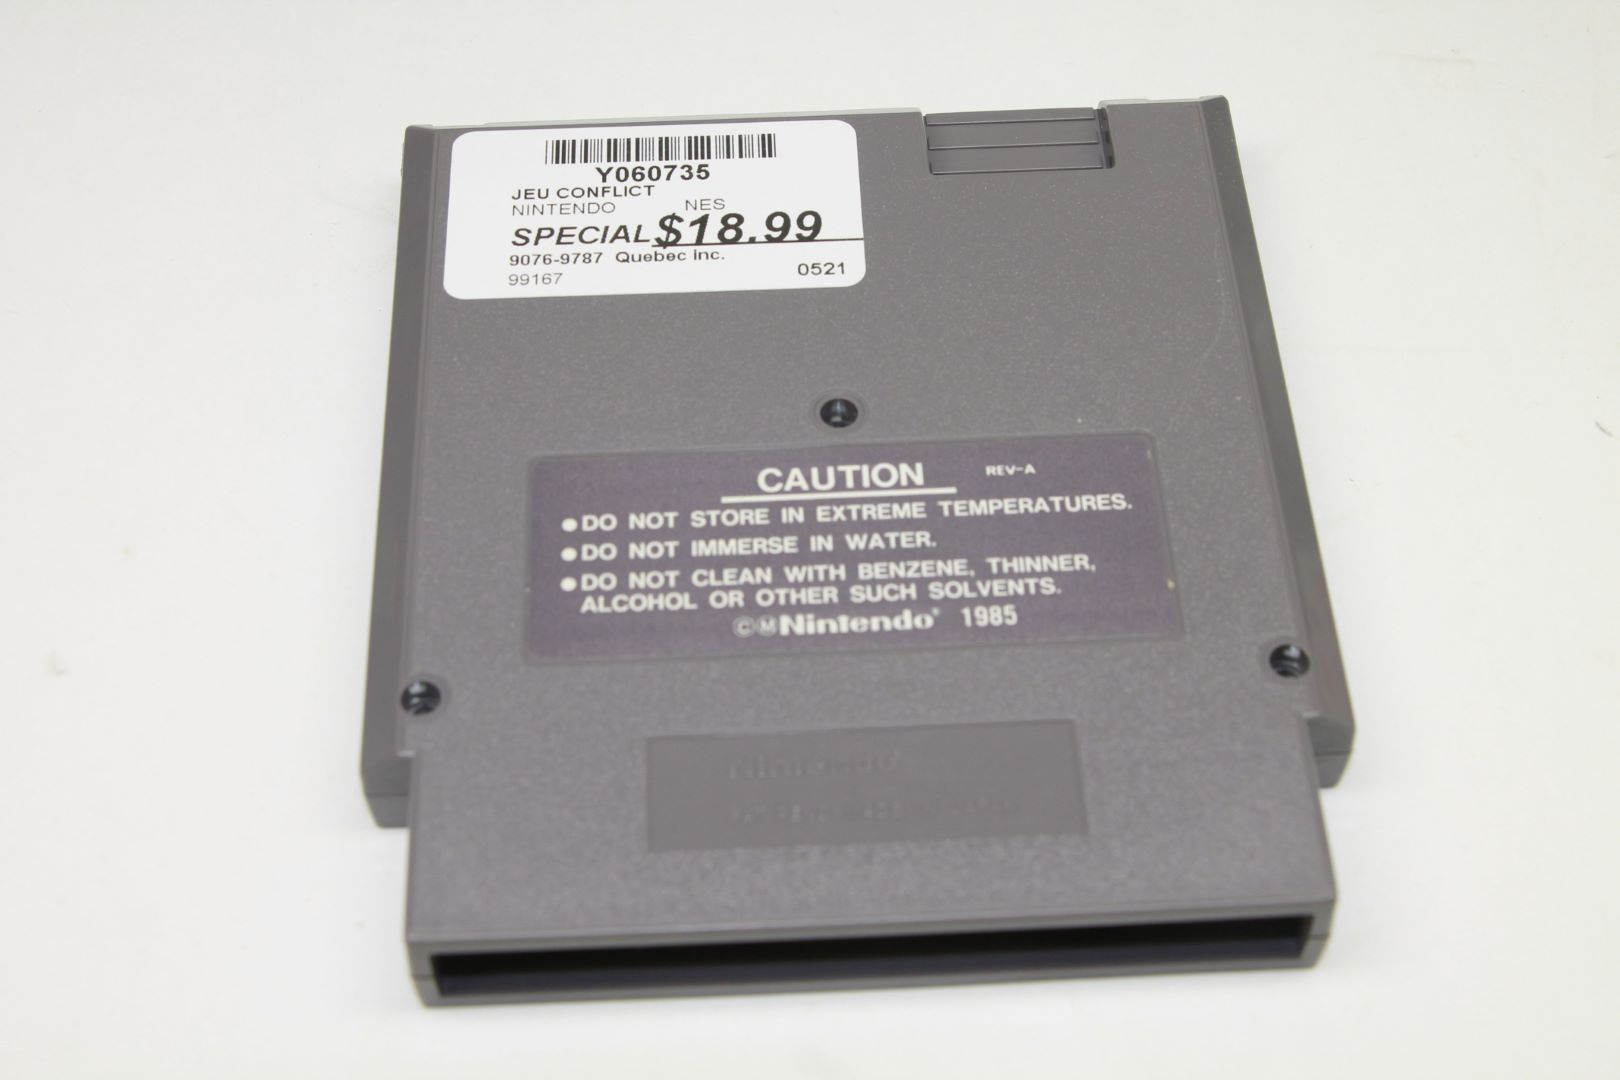 Y060735
JEU CONFLICT
NINTENDO NES
SPECIAL $18.99
9076-9787 Quebec Inc.
99167 0521
CAUTION REV-A
●DO NOT STORE IN EXTREME TEMPERATURES.
●DO NOT IMMERSE IN WATER.
●DO NOT CLEAN WITH BENZENE, THINNER,
ALCOHOL OR OTHER SUCH SOLVENTS.
©Ⓜ Nintendo® 1985
Nintendo®